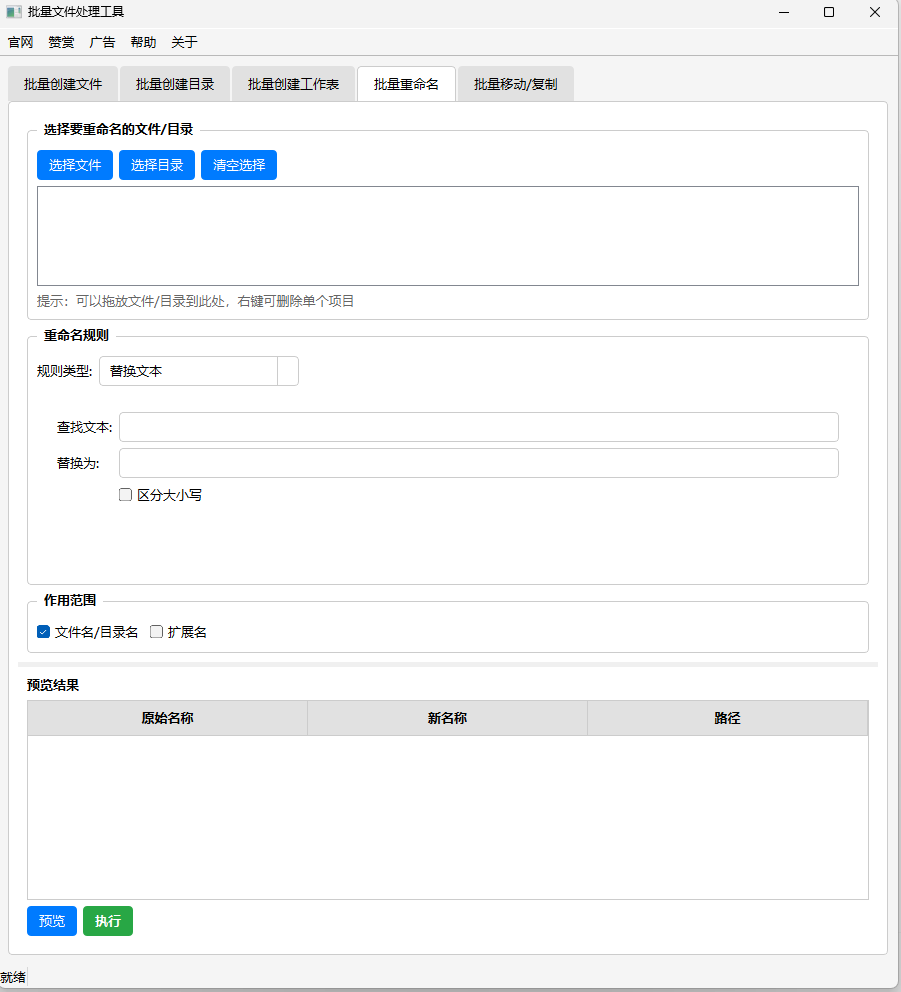 批量文件处理工具
官网 赞赏 广告 帮助 关于
批量创建文件 批量创建目录 批量创建工作表 批量重命名 批量移动/复制
选择要重命名的文件/目录
选择文件 选择目录 清空选择
提示：可以拖放文件/目录到此处，右键可删除单个项目
重命名规则
规则类型: 替换文本
查找文本:
替换为:
区分大小写
作用范围
文件名/目录名 扩展名
预览结果
原始名称 新名称 路径
预览 执行
就绪